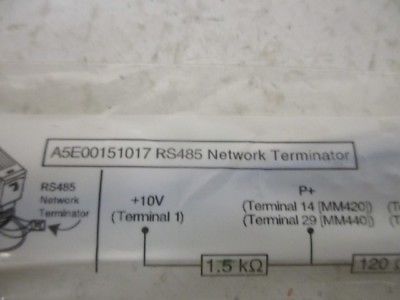 A5E00151017 RS485 Network Terminator
RS485
Network
Terminator
+10V
(Terminal 1)
P+
(Terminal 14 [MM420])
(Terminal 29 [MM440])
1.5 kΩ
120